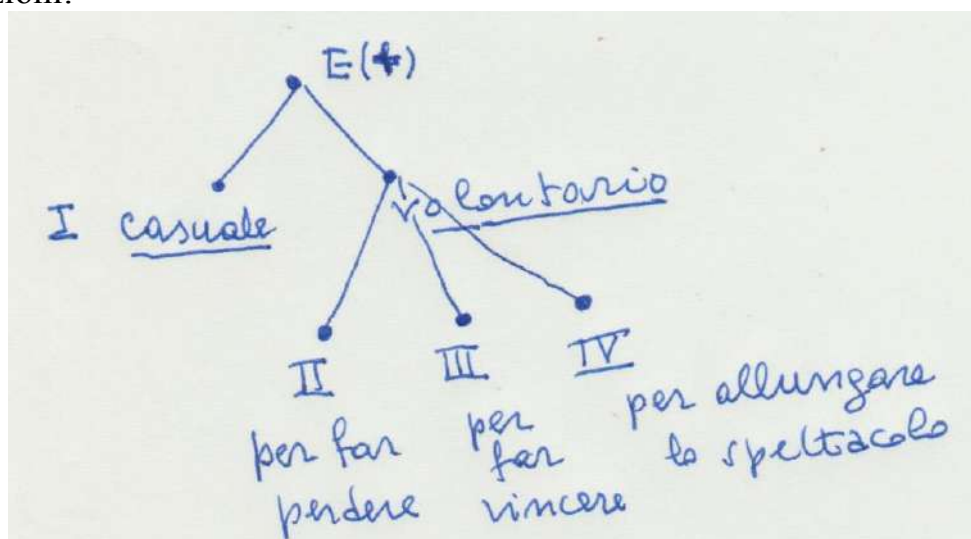 E(+)
I casuale
volontario
II III IV
per far per per allungare
perdere far lo spettacolo
vincere